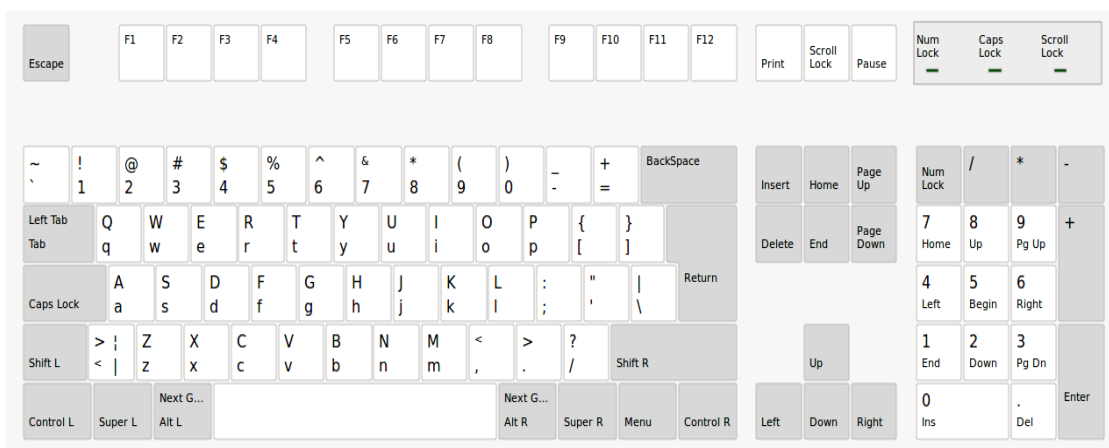 F1 F2 F3 F4 F5 F6 F7 F8 F9 F10 F11 F12 Num Lock Caps Lock Scroll Lock
Escape Print Scroll Lock Pause
~ ! @ # $ % ^ & * ( ) _ + BackSpace Page Up Num Lock / * -
` 1 2 3 4 5 6 7 8 9 0 - = Insert Home
Left Tab Q W E R T Y U I O P { } Page Down 7 8 9 +
Tab q w e r t y u i o p [ ] Delete End Home Up Pg Up
A S D F G H J K L : " | Return 4 5 6
Caps Lock a s d f g h j k l ; ' \ Left Begin Right
> ¦ Z X C V B N M < > ? 1 2 3
Shift L < | z x c v b n m , . / Shift R Up End Down Pg Dn
Next G... Next G... 0 . Enter
Control L Super L Alt L Alt R Super R Menu Control R Left Down Right Ins Del